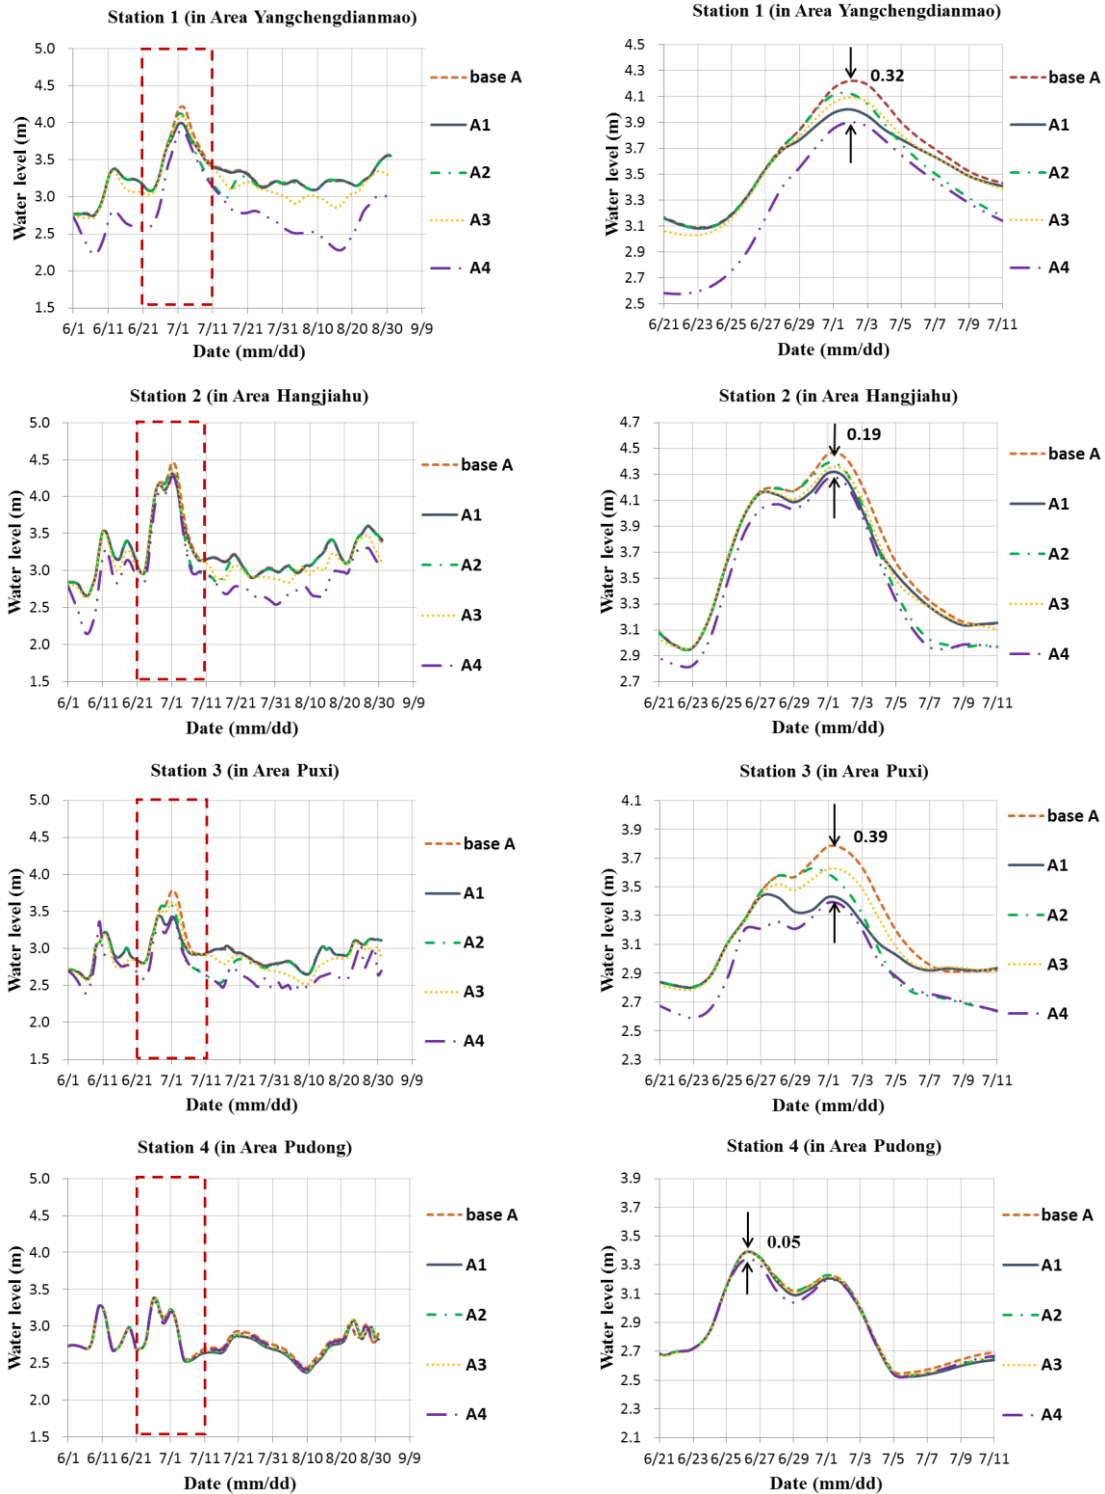 Station 1 (in Area Yangchengdianmao)
5.0
4.5
4.0
3.5
3.0
2.5
2.0
1.5
Water level (m)
6/1 6/11 6/21 7/1 7/11 7/21 7/31 8/10 8/20 8/30 9/9
Date (mm/dd)
base A
A1
A2
A3
A4
Station 1 (in Area Yangchengdianmao)
4.5
4.3
4.1
3.9
3.7
3.5
3.3
3.1
2.9
2.7
2.5
Water level (m)
0.32
6/21 6/23 6/25 6/27 6/29 7/1 7/3 7/5 7/7 7/9 7/11
Date (mm/dd)
base A
A1
A2
A3
A4
Station 2 (in Area Hangjiahu)
5.0
4.5
4.0
3.5
3.0
2.5
2.0
1.5
Water level (m)
6/1 6/11 6/21 7/1 7/11 7/21 7/31 8/10 8/20 8/30 9/9
Date (mm/dd)
base A
A1
A2
A3
A4
Station 2 (in Area Hangjiahu)
4.7
4.5
4.3
4.1
3.9
3.7
3.5
3.3
3.1
2.9
2.7
Water level (m)
0.19
6/21 6/23 6/25 6/27 6/29 7/1 7/3 7/5 7/7 7/9 7/11
Date (mm/dd)
base A
A1
A2
A3
A4
Station 3 (in Area Puxi)
5.0
4.5
4.0
3.5
3.0
2.5
2.0
1.5
Water level (m)
6/1 6/11 6/21 7/1 7/11 7/21 7/31 8/10 8/20 8/30 9/9
Date (mm/dd)
base A
A1
A2
A3
A4
Station 3 (in Area Puxi)
4.1
3.9
3.7
3.5
3.3
3.1
2.9
2.7
2.5
2.3
Water level (m)
0.39
6/21 6/23 6/25 6/27 6/29 7/1 7/3 7/5 7/7 7/9 7/11
Date (mm/dd)
base A
A1
A2
A3
A4
Station 4 (in Area Pudong)
5.0
4.5
4.0
3.5
3.0
2.5
2.0
1.5
Water level (m)
6/1 6/11 6/21 7/1 7/11 7/21 7/31 8/10 8/20 8/30 9/9
Date (mm/dd)
base A
A1
A2
A3
A4
Station 4 (in Area Pudong)
3.9
3.7
3.5
3.3
3.1
2.9
2.7
2.5
2.3
2.1
Water level (m)
0.05
6/21 6/23 6/25 6/27 6/29 7/1 7/3 7/5 7/7 7/9 7/11
Date (mm/dd)
base A
A1
A2
A3
A4